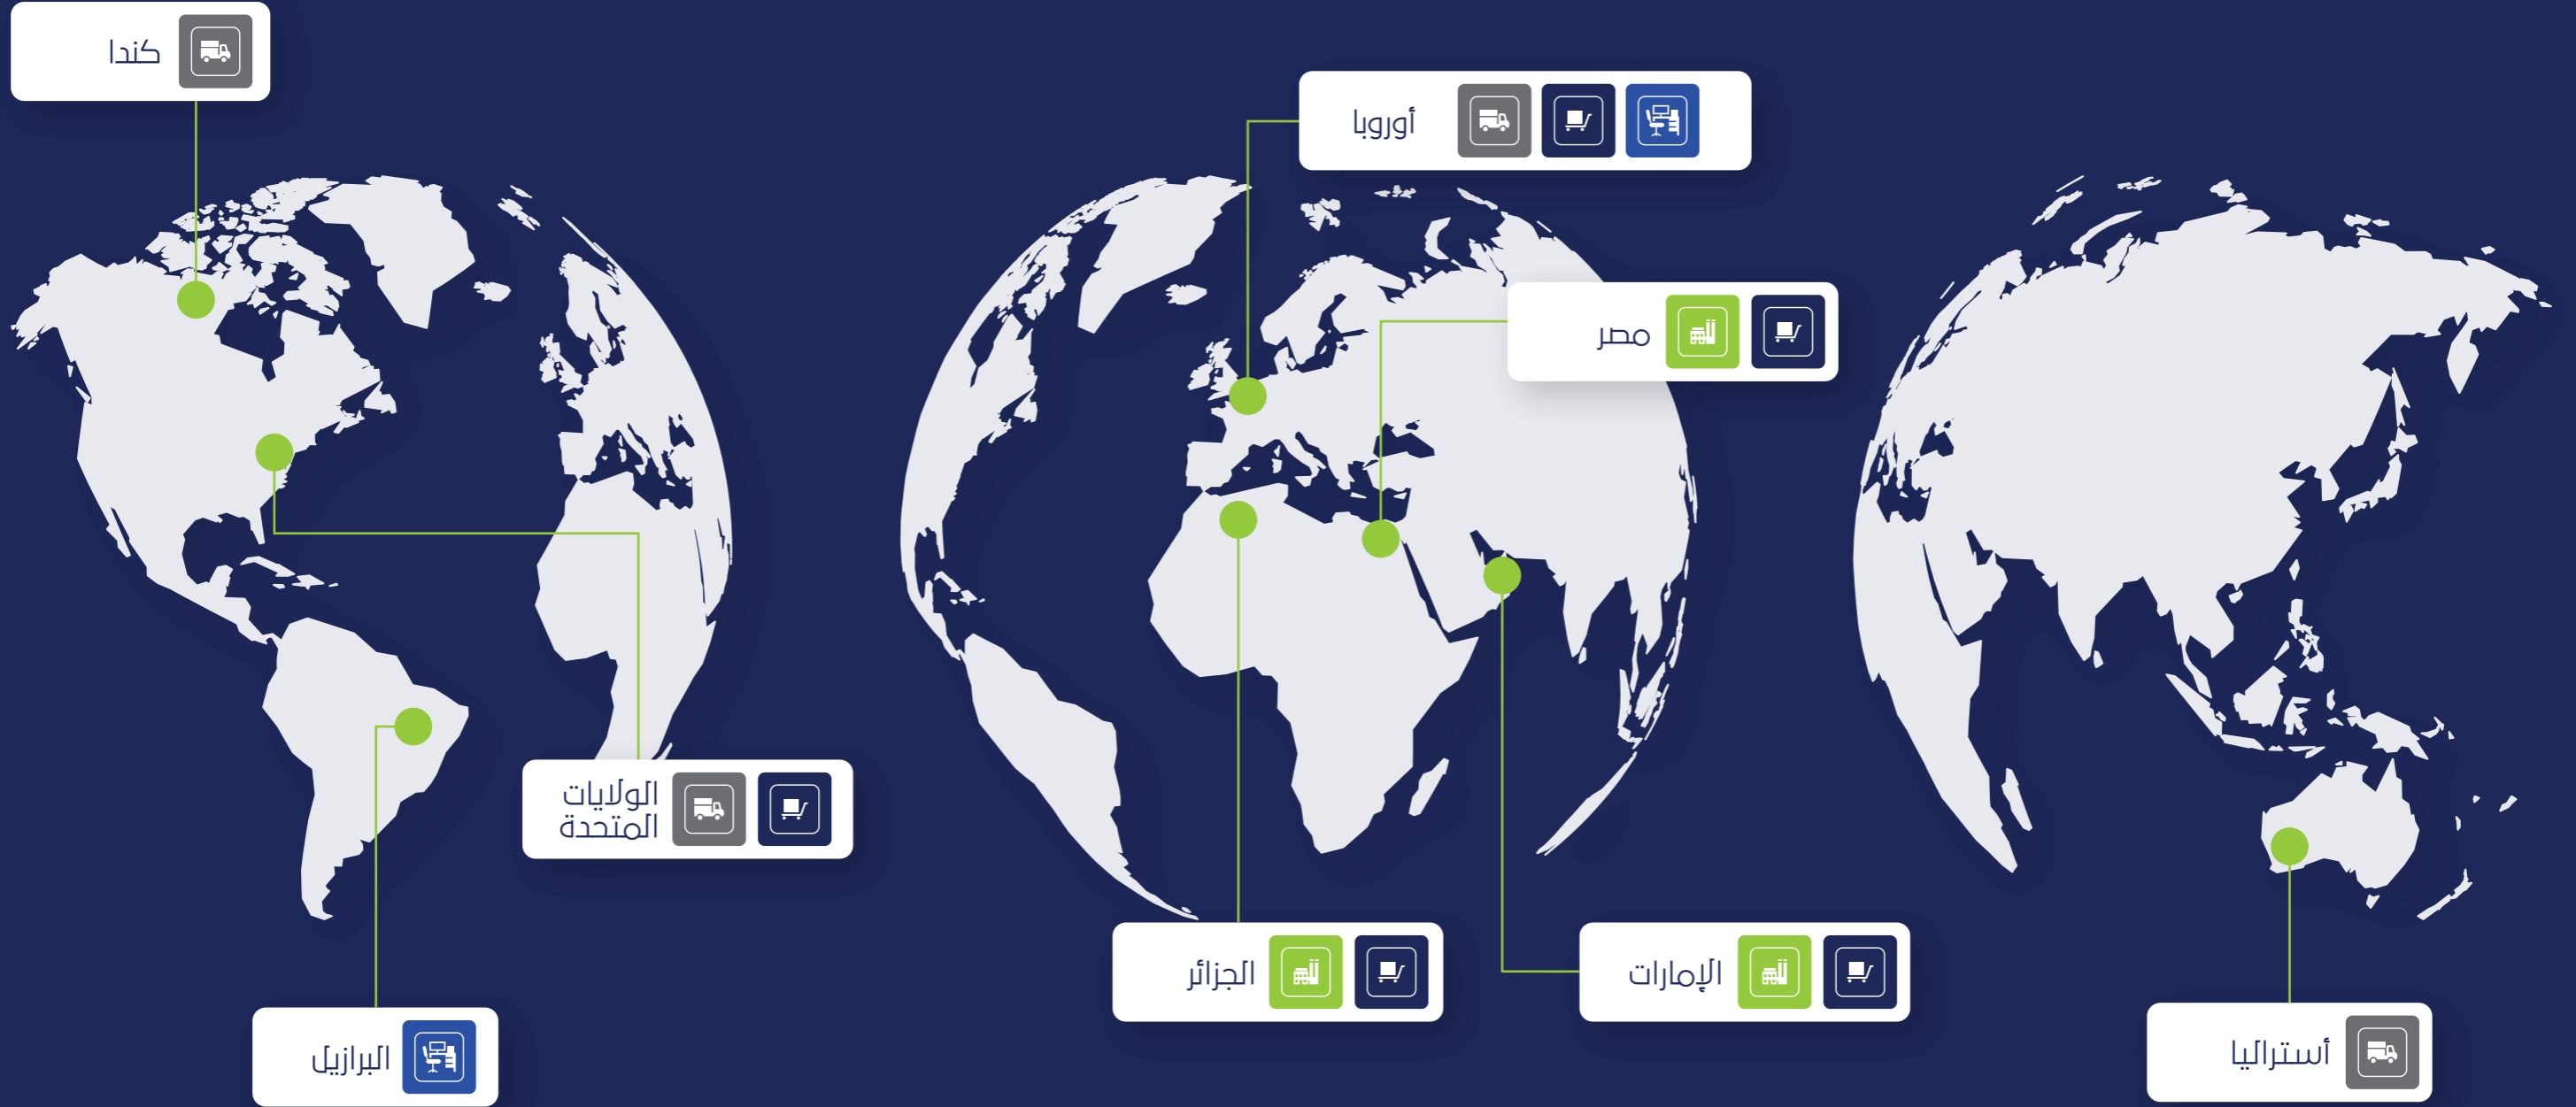 كندا
أوروبا
مصر
الولايات
المتحدة
الجزائر
الإمارات
البرازيل
أستراليا